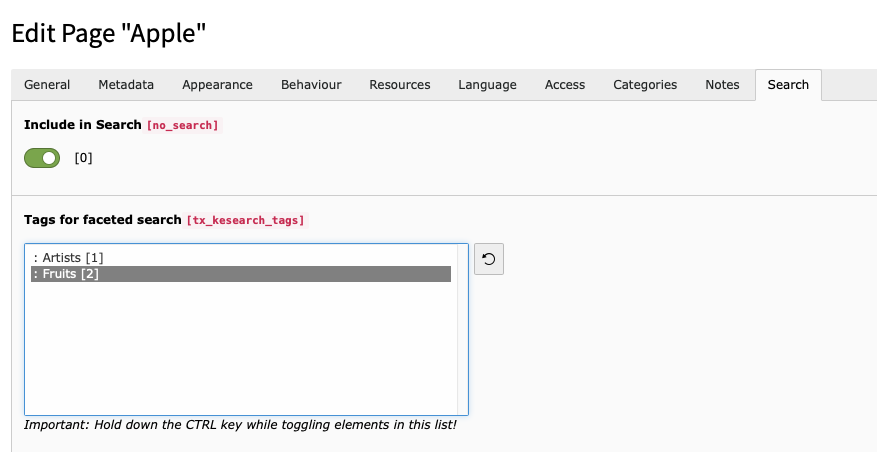 Edit Page "Apple"
General Metadata Appearance Behaviour Resources Language Access Categories Notes Search
Include in Search [no_search]
[0]
Tags for faceted search [tx_kesearch_tags]
: Artists [1]
: Fruits [2]
Important: Hold down the CTRL key while toggling elements in this list!